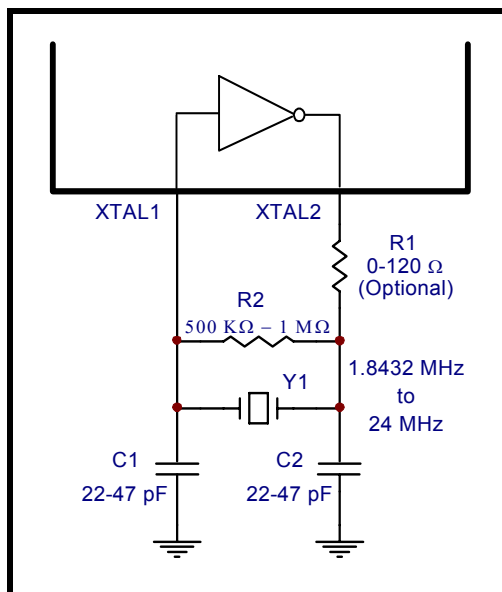 XTAL1
XTAL2
R1
0-120 Ω
(Optional)
R2
500 KΩ − 1 MΩ
Y1
1.8432 MHz
to
24 MHz
C1
22-47 pF
C2
22-47 pF